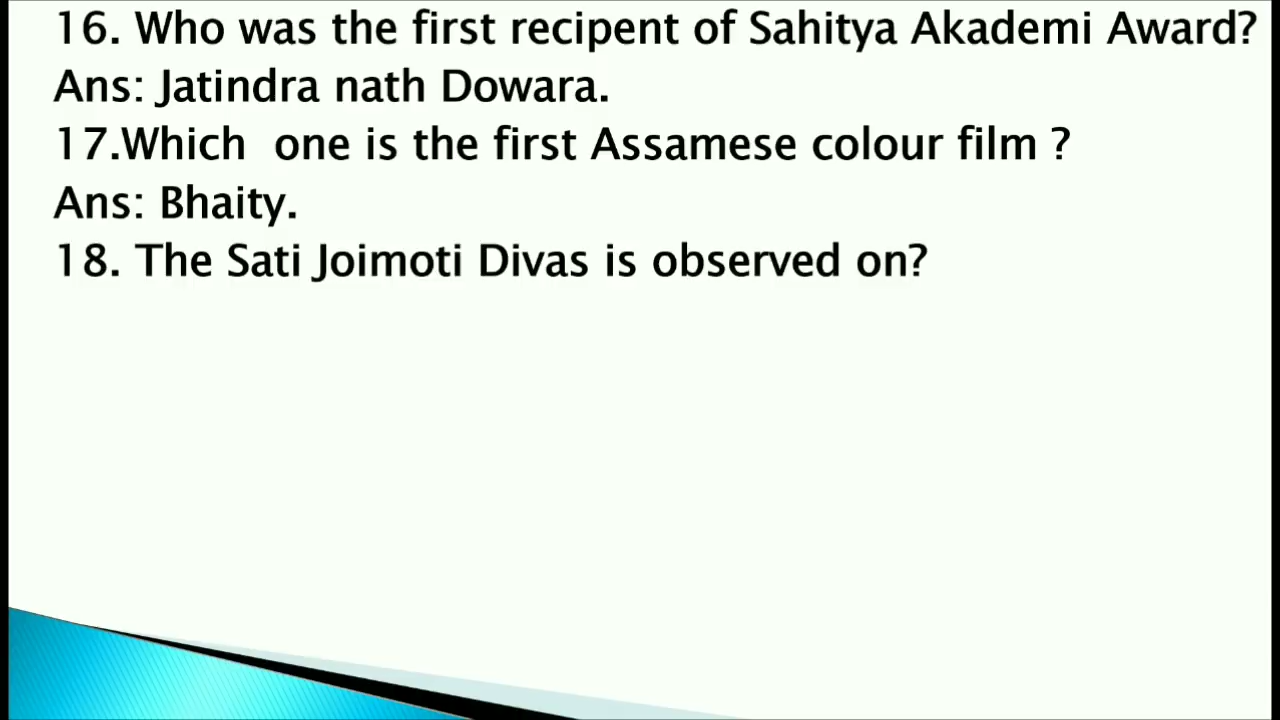 16. Who was the first recipent of Sahitya Akademi Award?
Ans: Jatindra nath Dowara.
17.Which one is the first Assamese colour film ?
Ans: Bhaity.
18. The Sati Joimoti Divas is observed on?